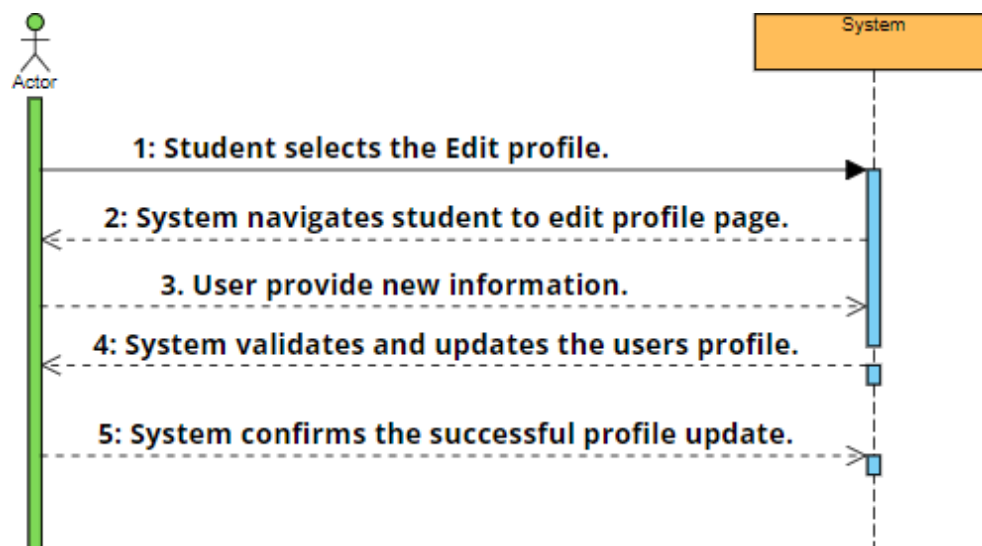 System
Actor
1: Student selects the Edit profile.
2: System navigates student to edit profile page.
3. User provide new information.
4: System validates and updates the users profile.
5: System confirms the successful profile update.